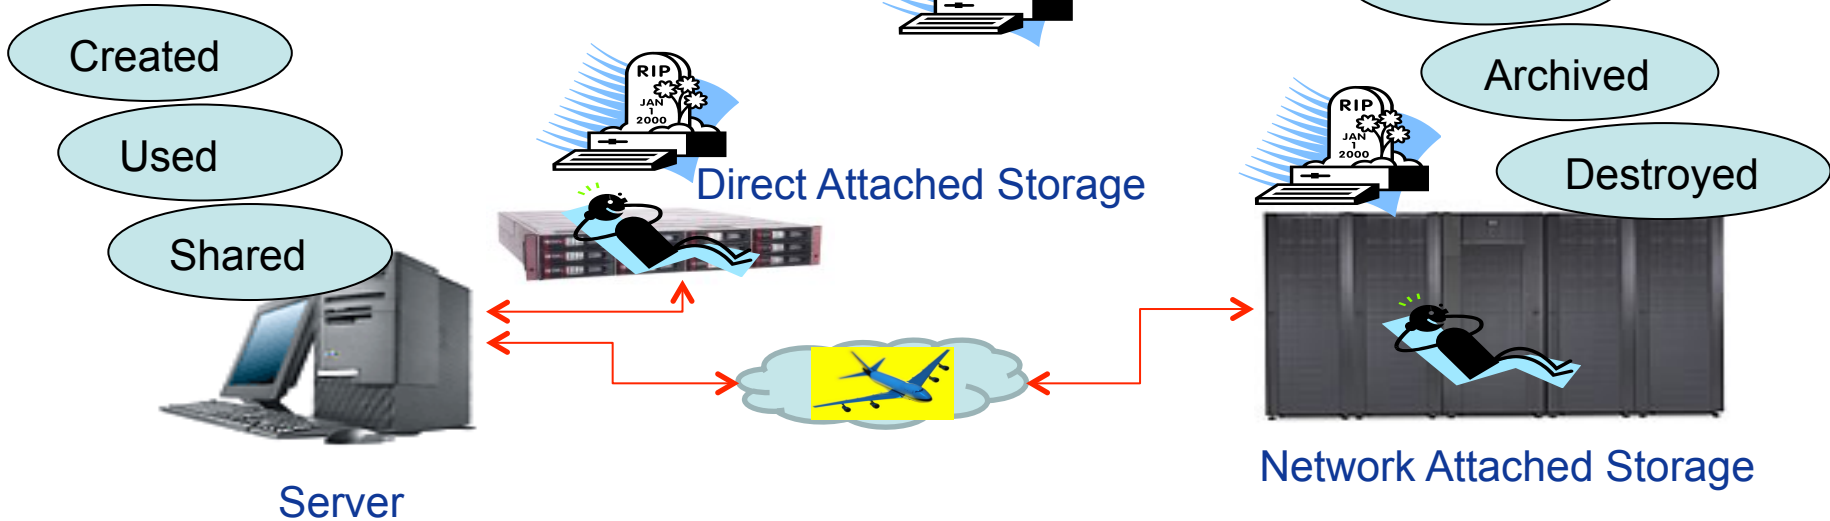 Created
Used
Shared
RIP
JAN
1
2000
Direct Attached Storage
Archived
Destroyed
RIP
JAN
1
2000
Server
Network Attached Storage